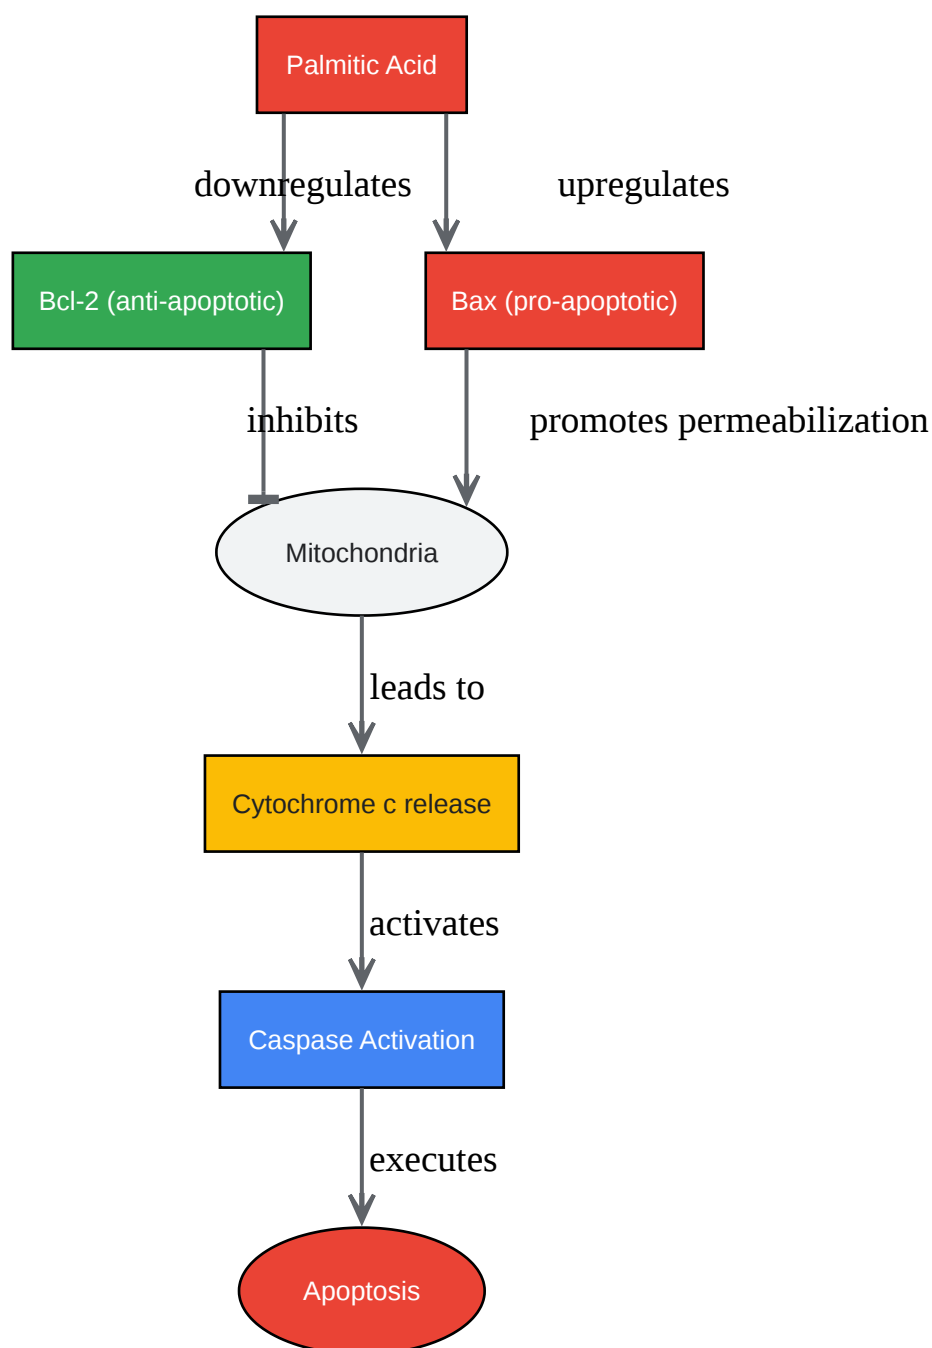 Palmitic Acid
downregulates
upregulates
Bcl-2 (anti-apoptotic)
Bax (pro-apoptotic)
inhibits
promotes permeabilization
Mitochondria
leads to
Cytochrome c release
activates
Caspase Activation
executes
Apoptosis